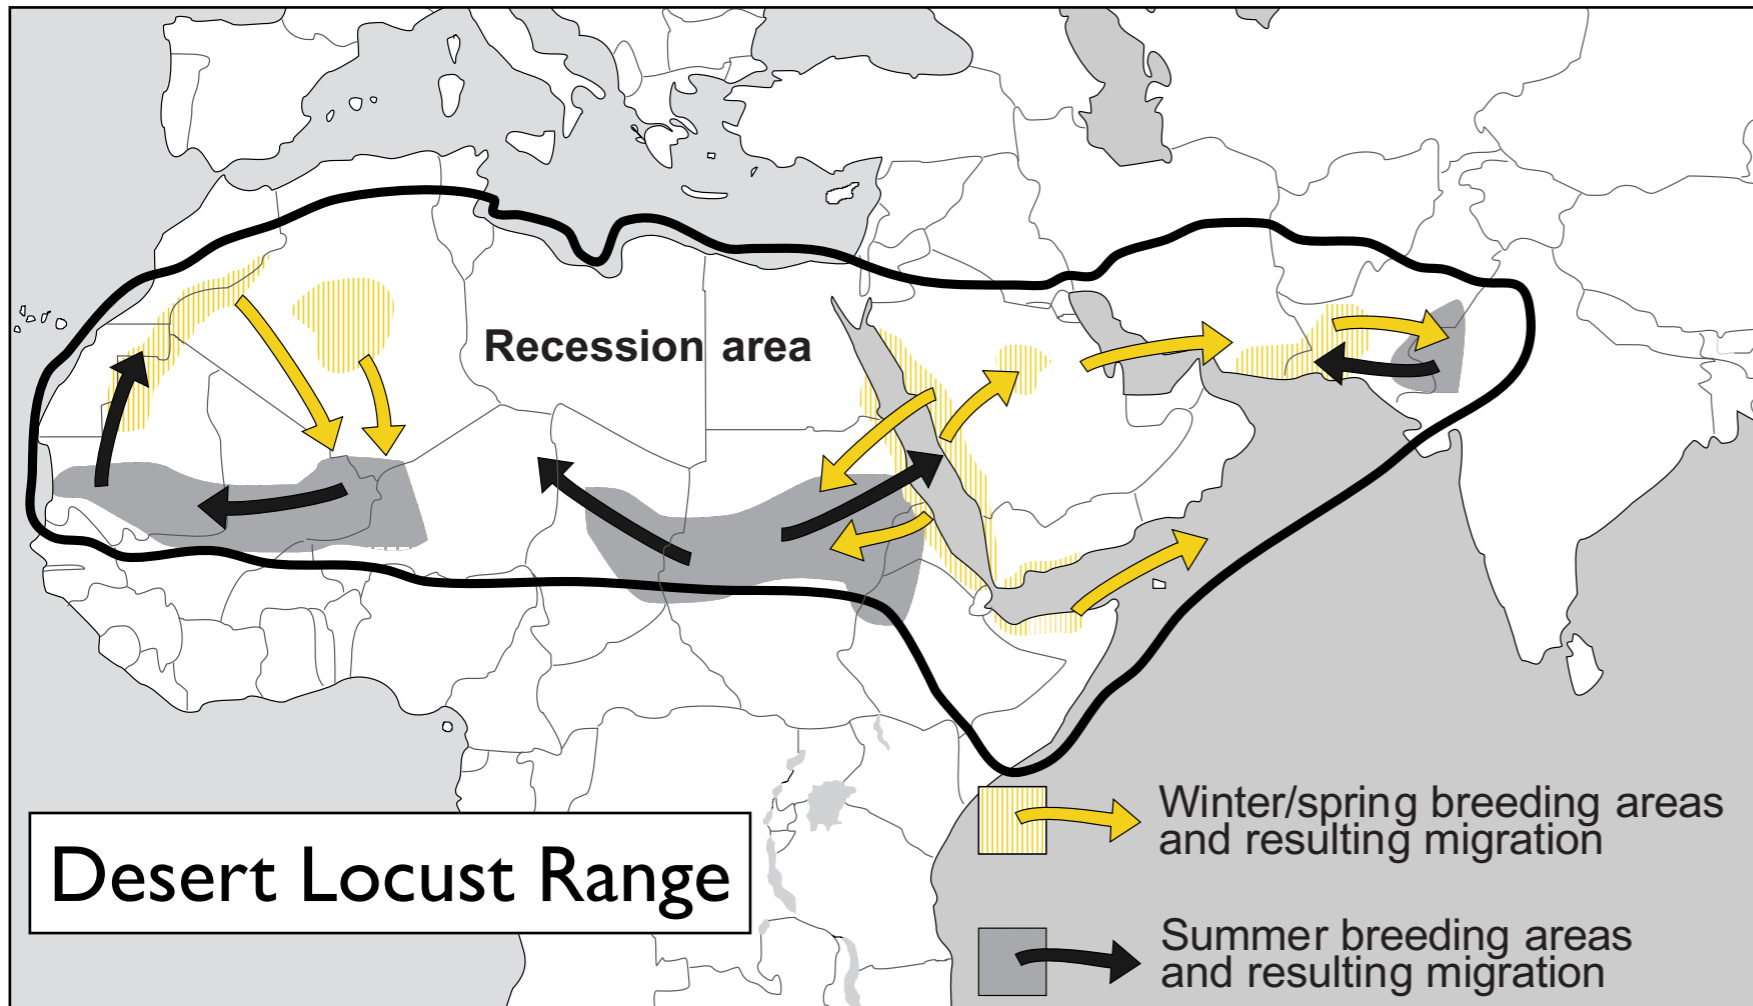 Recession area
Winter/spring breeding areas
and resulting migration
Desert Locust Range
Summer breeding areas
and resulting migration